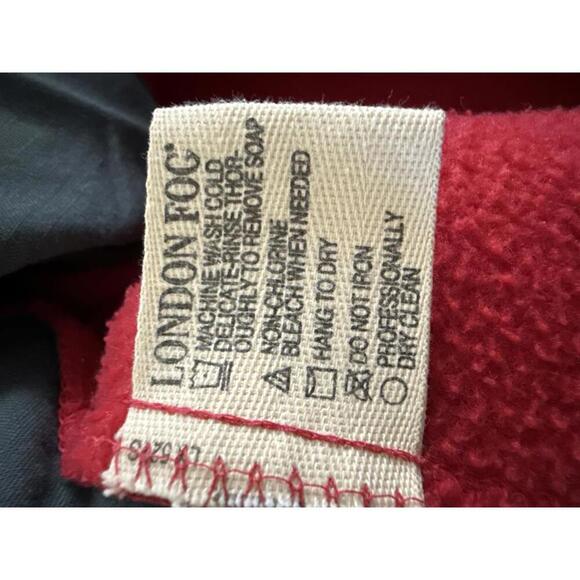 LONDON FOG®
MACHINE WASH COLD
DELICATE-RINSE THOR-
OUGHLY TO REMOVE SOAP
NON-CHLORINE
BLEACH WHEN NEEDED
HANG TO DRY
DO NOT IRON
PROFESSIONALLY
DRY CLEAN